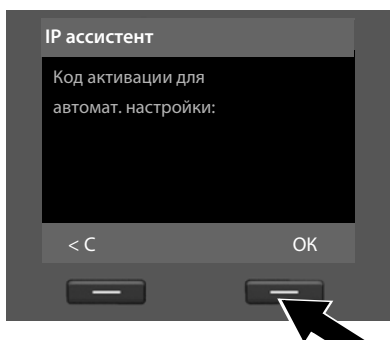 IP ассистент
Код активации для
автомат. настройки:
< C
OK